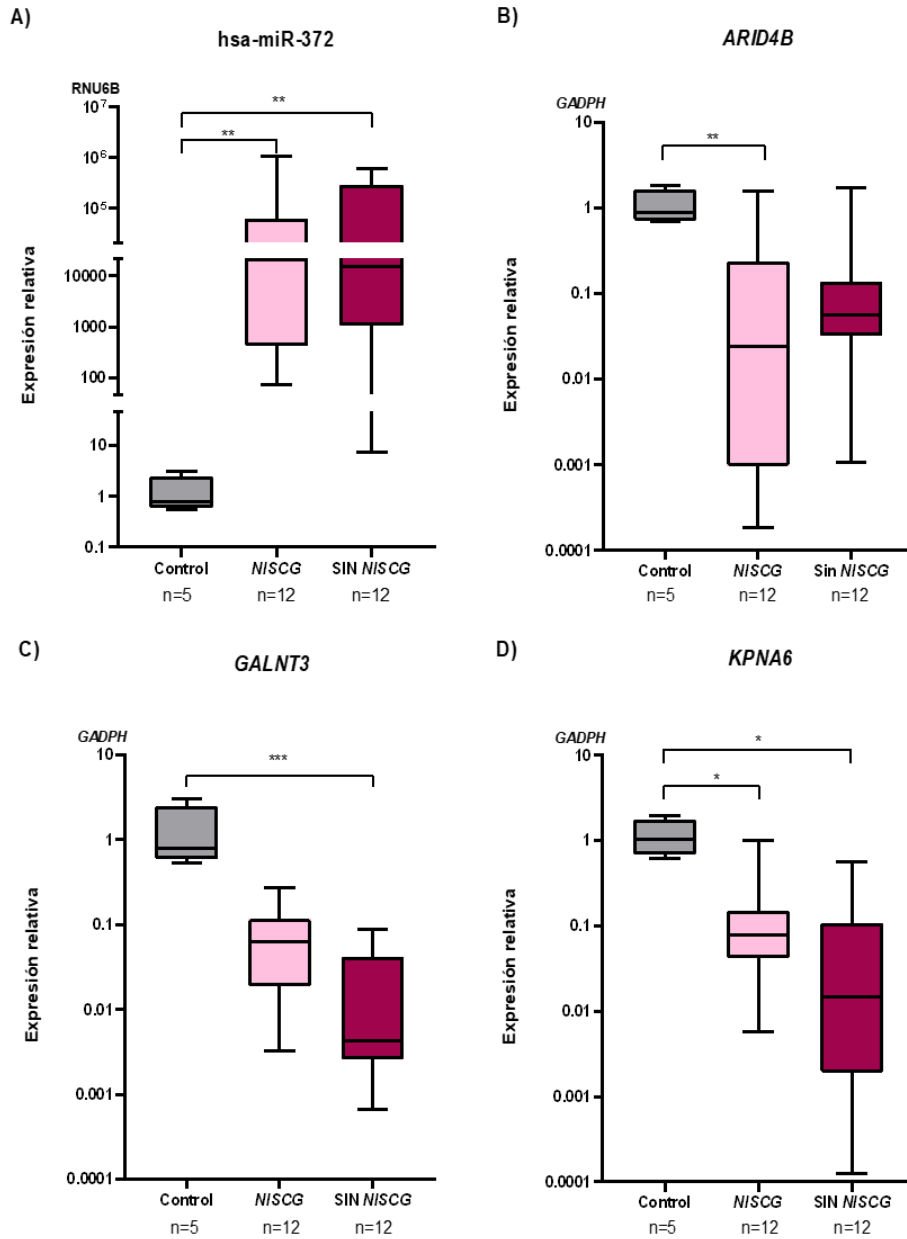 A)
hsa-miR-372
RNU6B
10⁷
10⁶
10⁵
10000
1000
100
10
1
0.1
Expresión relativa
**
**
Control
NISCG
SIN NISCG
n=5
n=12
n=12
B)
ARID4B
GADPH
10
1
0.1
0.01
0.001
0.0001
Expresión relativa
**
Control
NISCG
Sin NISCG
n=5
n=12
n=12
C)
GALNT3
GADPH
10
1
0.1
0.01
0.001
0.0001
Expresión relativa
***
Control
NISCG
SIN NISCG
n=5
n=12
n=12
D)
KPNA6
GADPH
10
1
0.1
0.01
0.001
0.0001
Expresión relativa
*
*
Control
NISCG
SIN NISCG
n=5
n=12
n=12